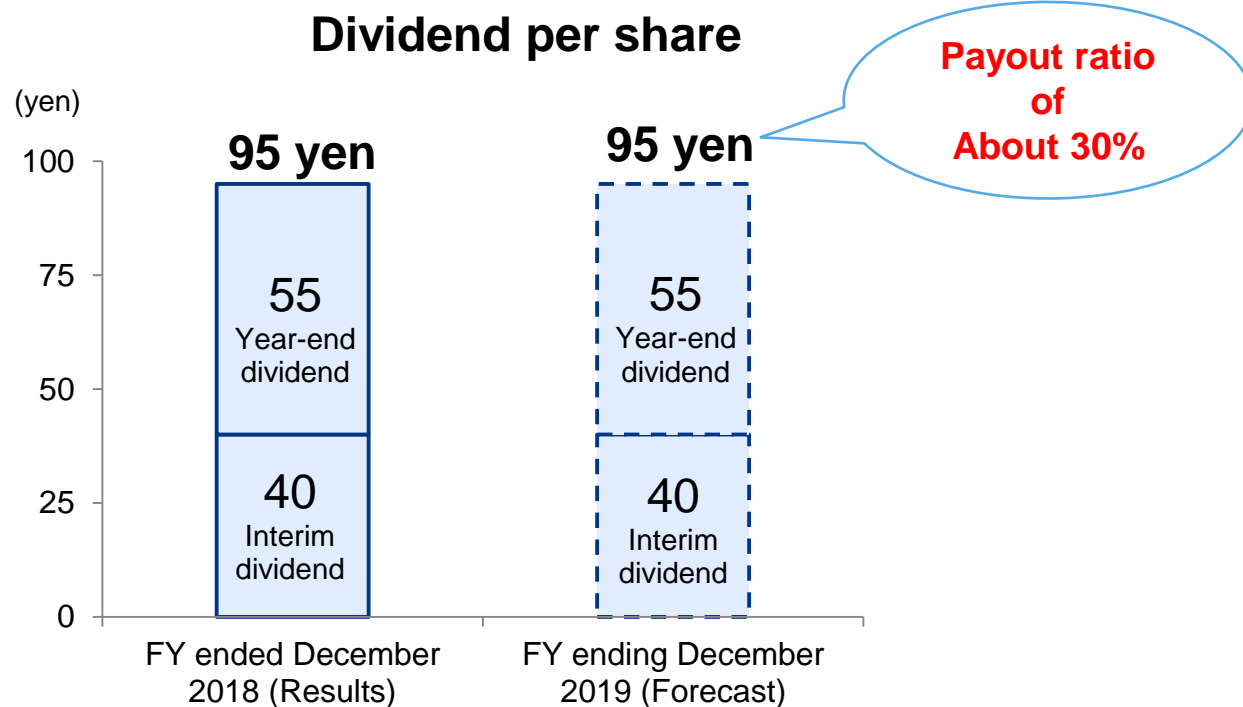 Dividend per share
Payout ratio
of
About 30%
(yen)
95 yen
95 yen
100
75
50
25
0
55
Year-end
dividend
40
Interim
dividend
55
Year-end
dividend
40
Interim
dividend
FY ended December
2018 (Results)
FY ending December
2019 (Forecast)